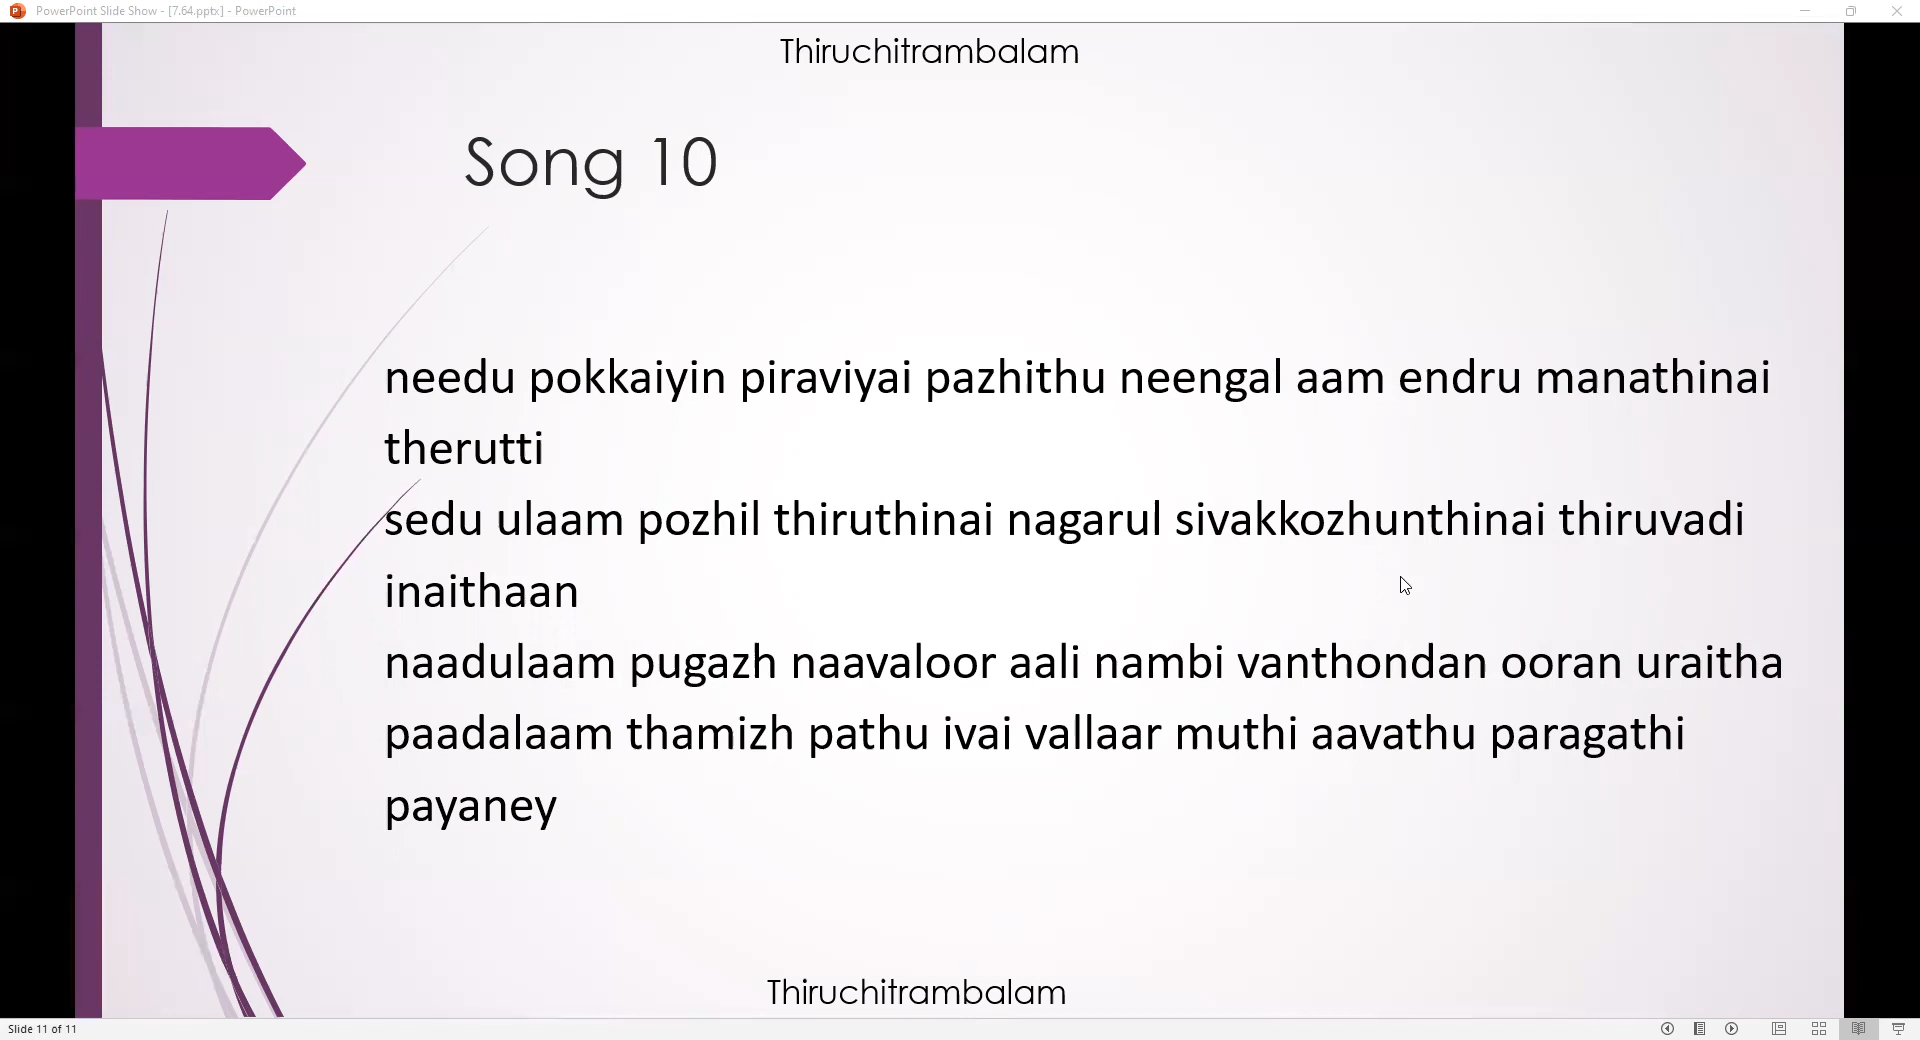 PowerPoint Slide Show - [7.64.pptx] - PowerPoint
Thiruchitrambalam
Song 10
needu pokkaiyin piraviyai pazhithu neengal aam endru manathinai
therutti
sedu ulaam pozhil thiruthinai nagarul sivakkozhunthinai thiruvadi
inaithaan
naadulaam pugazh naavaloor aali nambi vanthondan ooran uraitha
paadalaam thamizh pathu ivai vallaar muthi aavathu paragathi
payaney
Thiruchitrambalam
Slide 11 of 11